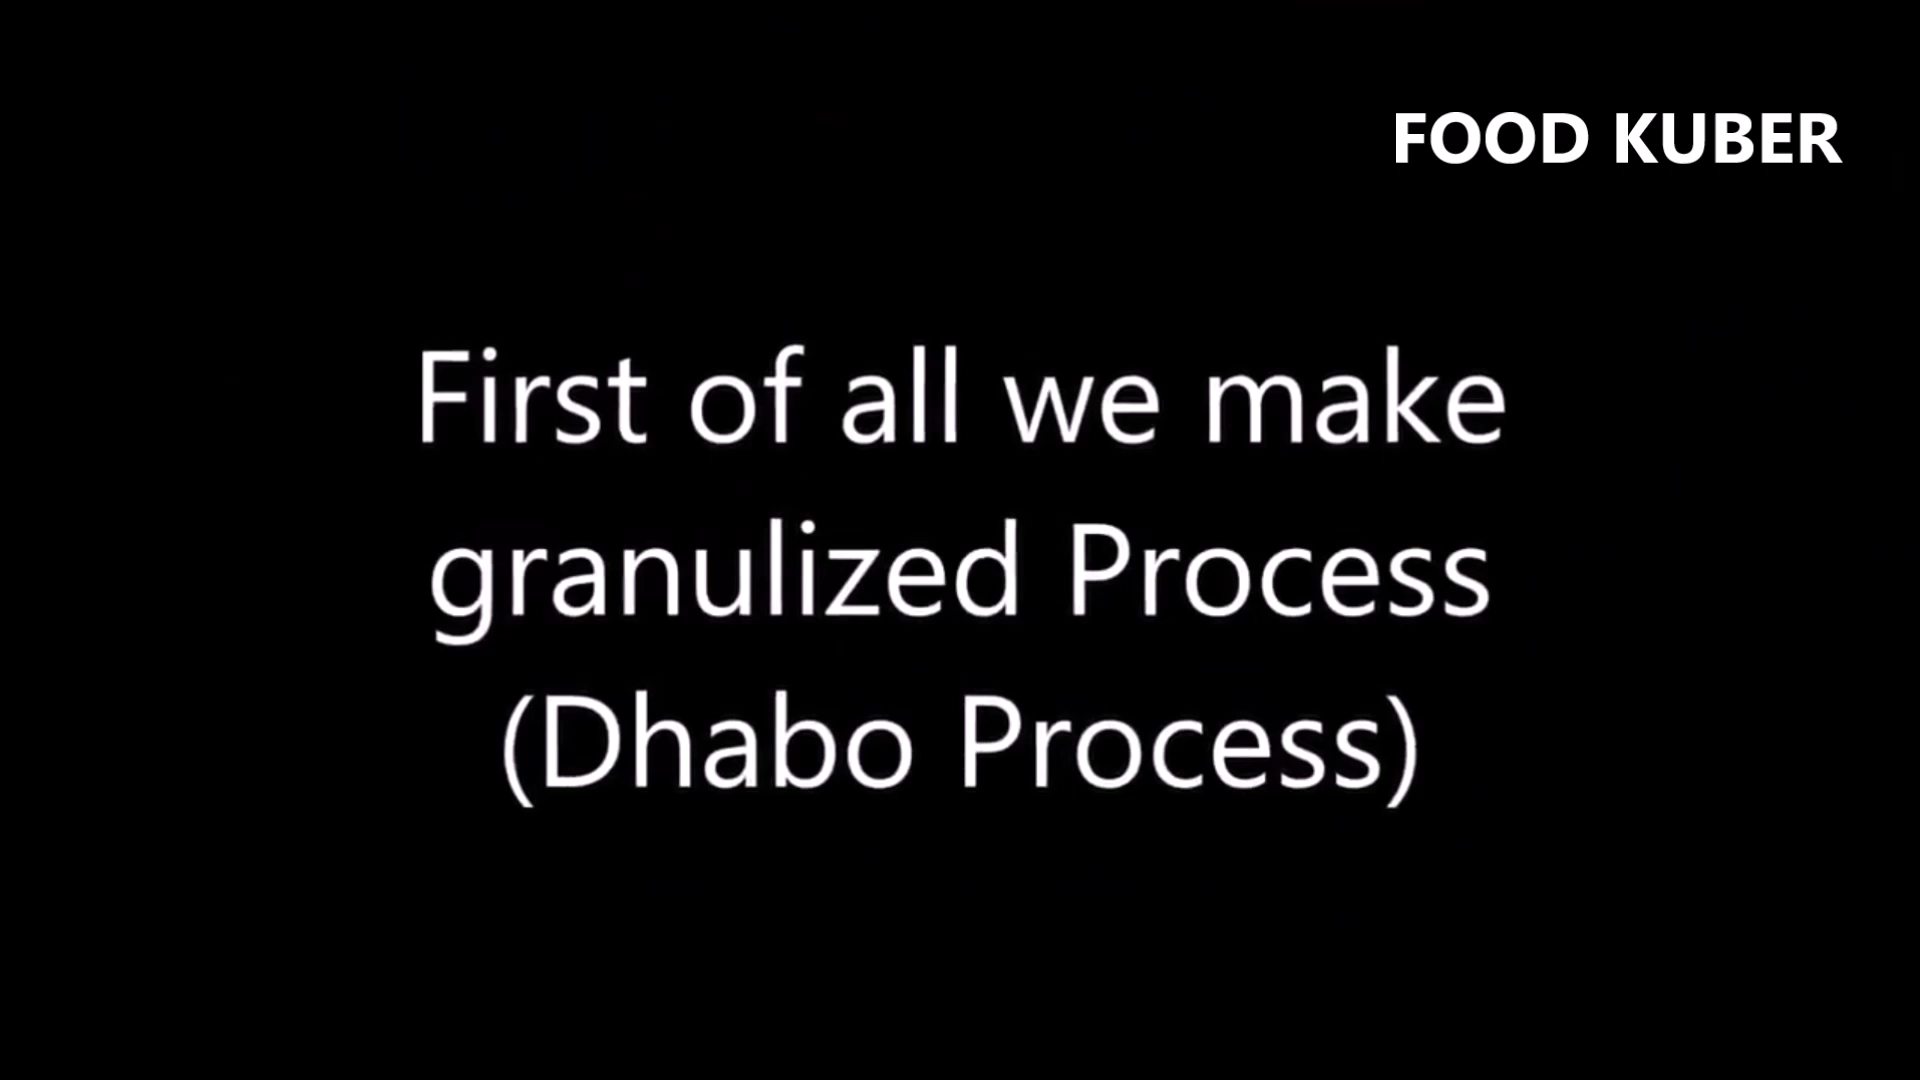 FOOD KUBER
First of all we make
granulized Process
(Dhabo Process)